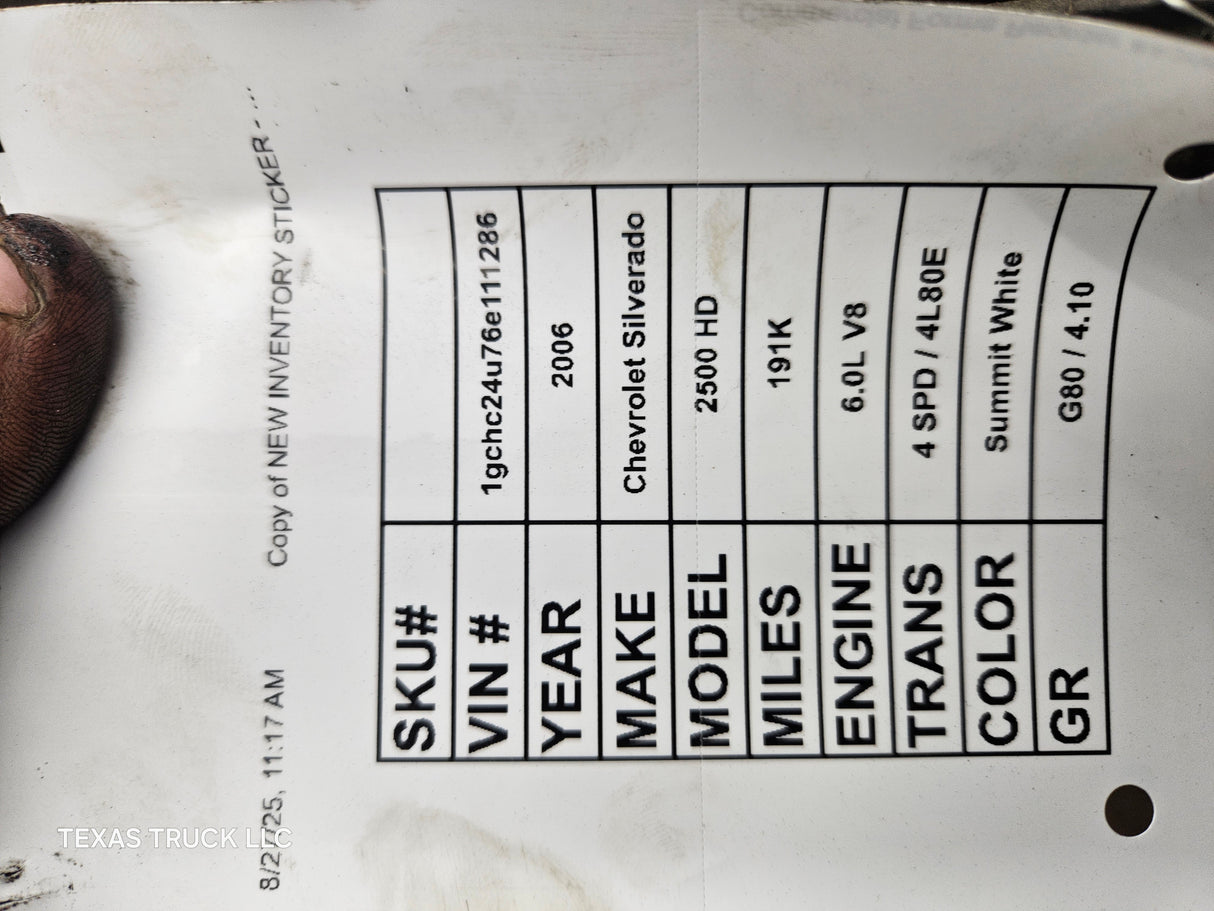 8/27/25, 11:17 AM Copy of NEW INVENTORY STICKER - ...
SKU#
VIN # 1gchc24u76e111286
YEAR 2006
MAKE Chevrolet Silverado
MODEL 2500 HD
MILES 191K
ENGINE 6.0L V8
TRANS 4 SPD / 4L80E
COLOR Summit White
GR G80 / 4.10
TEXAS TRUCK LLC